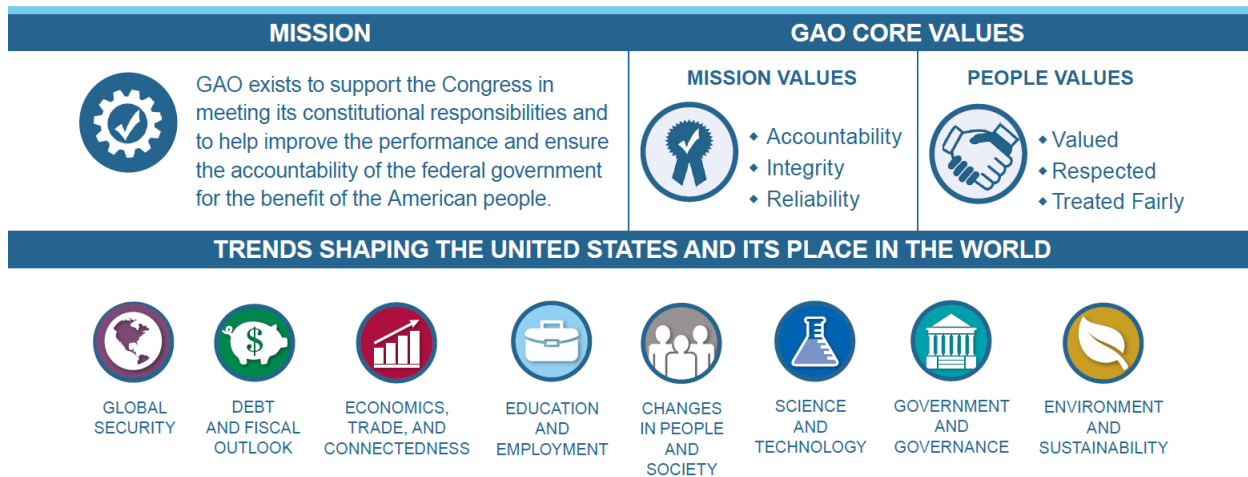 MISSION
GAO exists to support the Congress in
meeting its constitutional responsibilities and
to help improve the performance and ensure
the accountability of the federal government
for the benefit of the American people.
GAO CORE VALUES
MISSION VALUES
Accountability
Integrity
Reliability
PEOPLE VALUES
Valued
Respected
Treated Fairly
TRENDS SHAPING THE UNITED STATES AND ITS PLACE IN THE WORLD
$
GLOBAL
SECURITY
DEBT
AND FISCAL
OUTLOOK
ECONOMICS,
TRADE, AND
CONNECTEDNESS
EDUCATION
AND
EMPLOYMENT
CHANGES
IN PEOPLE
AND
SOCIETY
SCIENCE
AND
TECHNOLOGY
GOVERNMENT
AND
GOVERNANCE
ENVIRONMENT
AND
SUSTAINABILITY